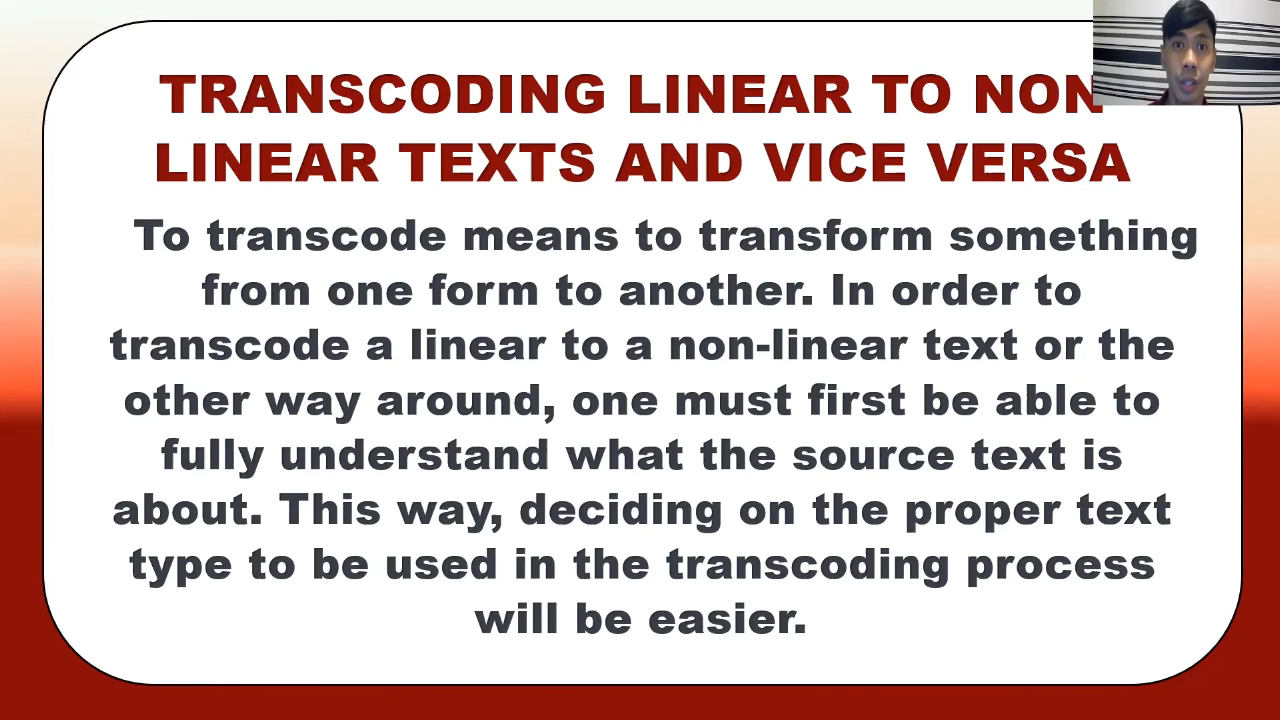 TRANSCODING LINEAR TO NON
LINEAR TEXTS AND VICE VERSA
To transcode means to transform something
from one form to another. In order to
transcode a linear to a non-linear text or the
other way around, one must first be able to
fully understand what the source text is
about. This way, deciding on the proper text
type to be used in the transcoding process
will be easier.